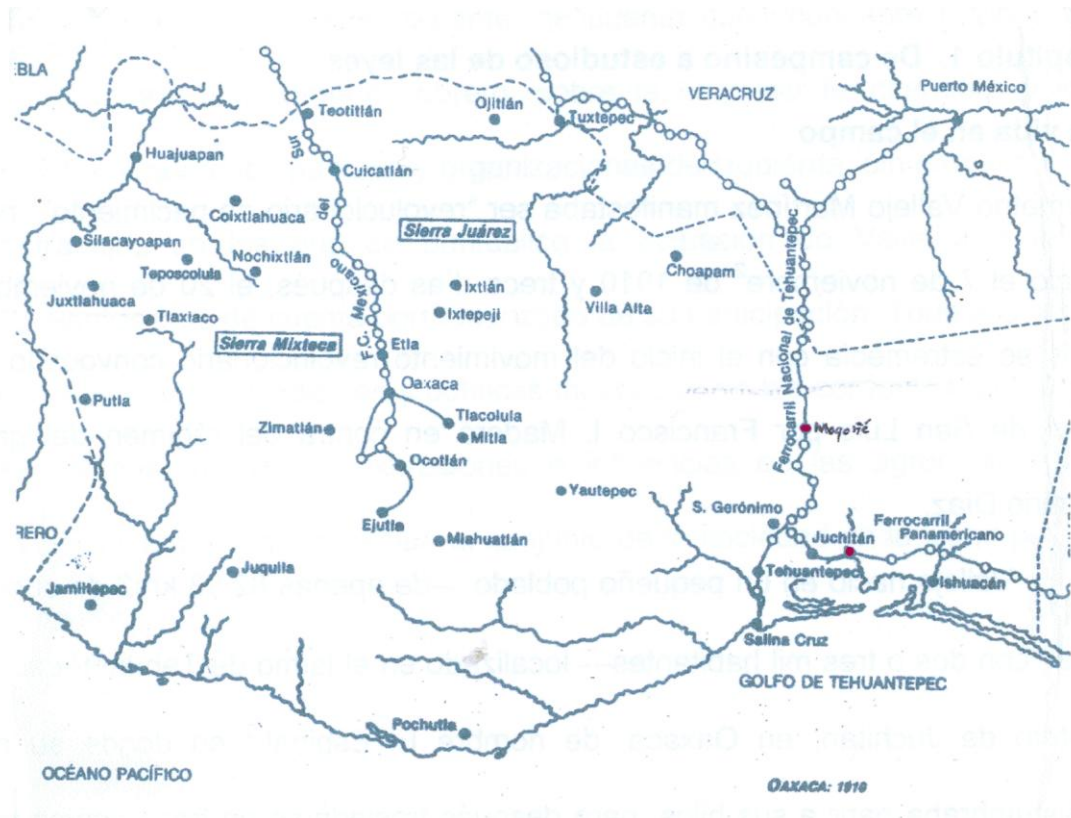 EBLA
VERACRUZ
Puerto México
Teotitlán
Ojitlán
Tuxtepec
Huajuapan
Cuicatlán
F.C. Mexicano del Sur
Coixtlahuaca
Sierra Juárez
Silacayoapan
Teposcolula
Nochixtlán
Choapam
Juxtlahuaca
Ixtlán
Villa Alta
Tlaxiaco
Ixtepeji
Sierra Mixteca
Etla
Ferrocarril Nacional de Tehuantepec
Oaxaca
Putla
Tlacolula
Zimatlán
Mitla
Ocotlán
Yautepec
S. Gerónimo
RERO
Ejutla
Miahuatlán
Juchitán
Ferrocarril
Panamericano
Juquila
Tehuantepec
Ishuacán
Jamiltepec
Salina Cruz
GOLFO DE TEHUANTEPEC
Pochutla
OCÉANO PACÍFICO
OAXACA: 1910